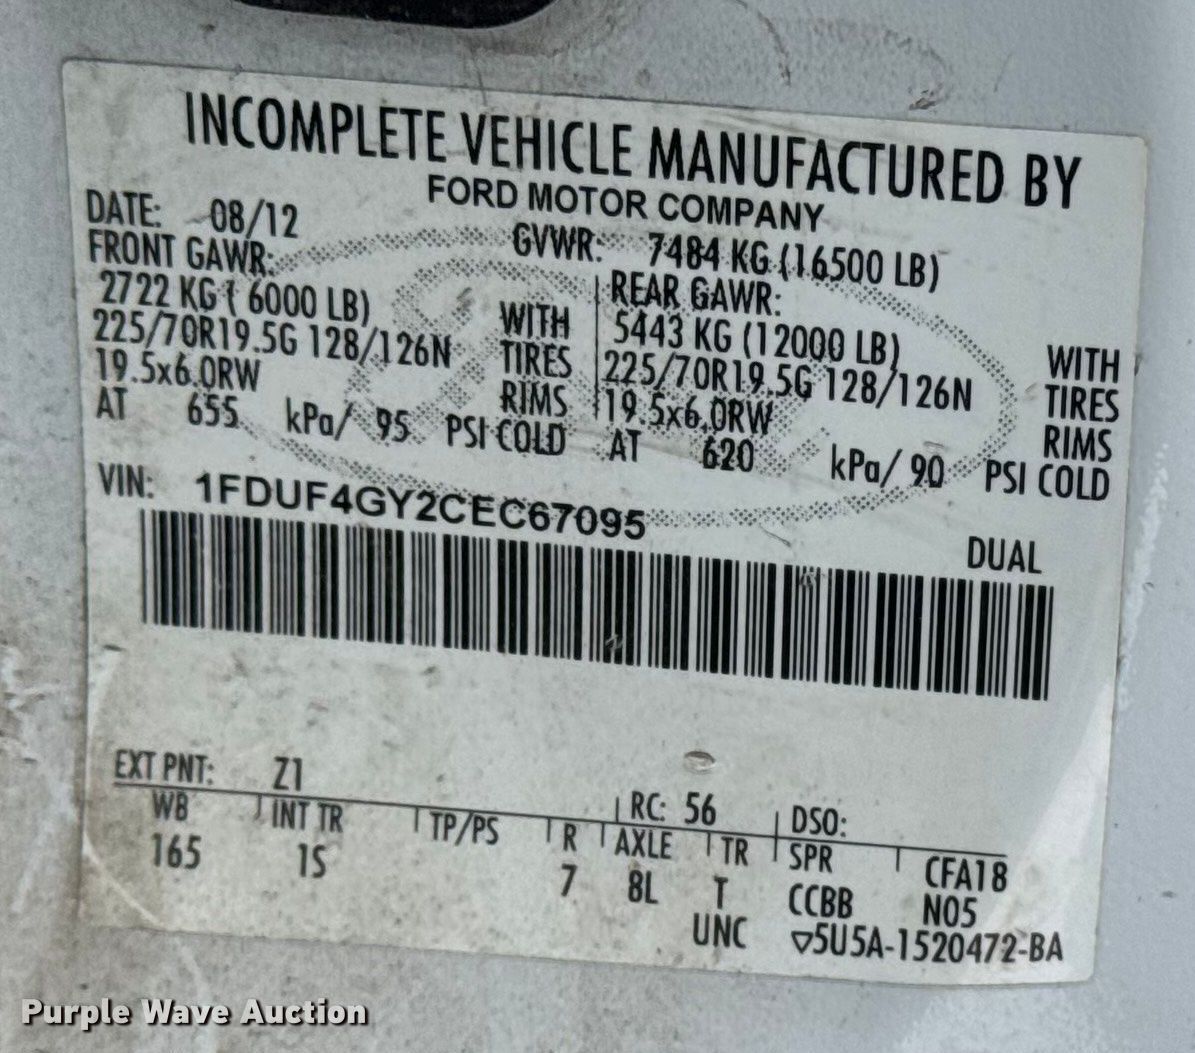 INCOMPLETE VEHICLE MANUFACTURED BY
FORD MOTOR COMPANY
DATE: 08/12 GVWR: 7484 KG (16500 LB)
FRONT GAWR: REAR GAWR:
2722 KG ( 6000 LB) WITH 5443 KG (12000 LB) WITH
225/70R19.5G 128/126N TIRES 225/70R19.5G 128/126N TIRES
19.5x6.0RW RIMS 19.5x6.0RW RIMS
AT 655 kPa/ 95 PSI COLD AT 620 kPa/ 90 PSI COLD
VIN: 1FDUF4GY2CEC67095
DUAL
EXT PNT: Z1 RC: 56 DSO:
WB INT TR TP/PS R AXLE TR SPR CFA18
165 1S 7 8L T CCBB N05
UNC ▽5U5A-1520472-BA
Purple Wave Auction